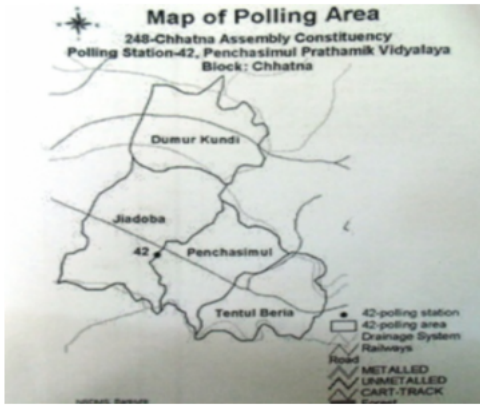 Map of Polling Area
248-Chhatna Assembly Constituency
Polling Station-42, Penchasimul Prathamik Vidyalaya
Block: Chhatna
Dumur Kundi
Jiadoba
42
Penchasimul
Tentul Beria
42-polling station
42-polling area
Drainage System
Railways
Road
METALLED
UNMETALLED
CART-TRACK
Forest